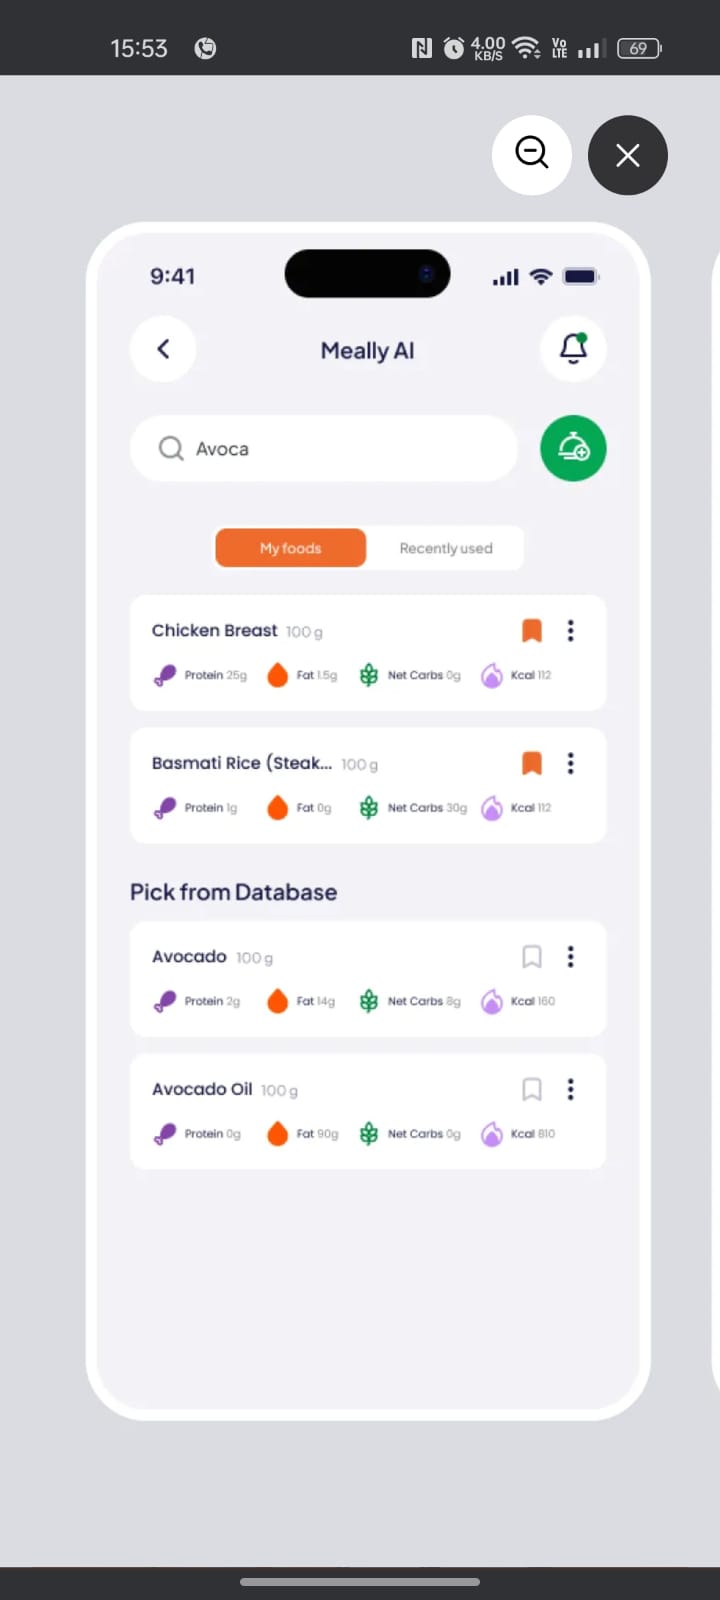 15:53 4.00 KB/S Vo LTE 69
9:41
Meally AI
Avoca
My foods Recently used
Chicken Breast 100 g
Protein 25g Fat 1.5g Net Carbs 0g Kcal 112
Basmati Rice (Steak... 100 g
Protein 1g Fat 0g Net Carbs 30g Kcal 112
Pick from Database
Avocado 100 g
Protein 2g Fat 14g Net Carbs 8g Kcal 160
Avocado Oil 100 g
Protein 0g Fat 90g Net Carbs 0g Kcal 810